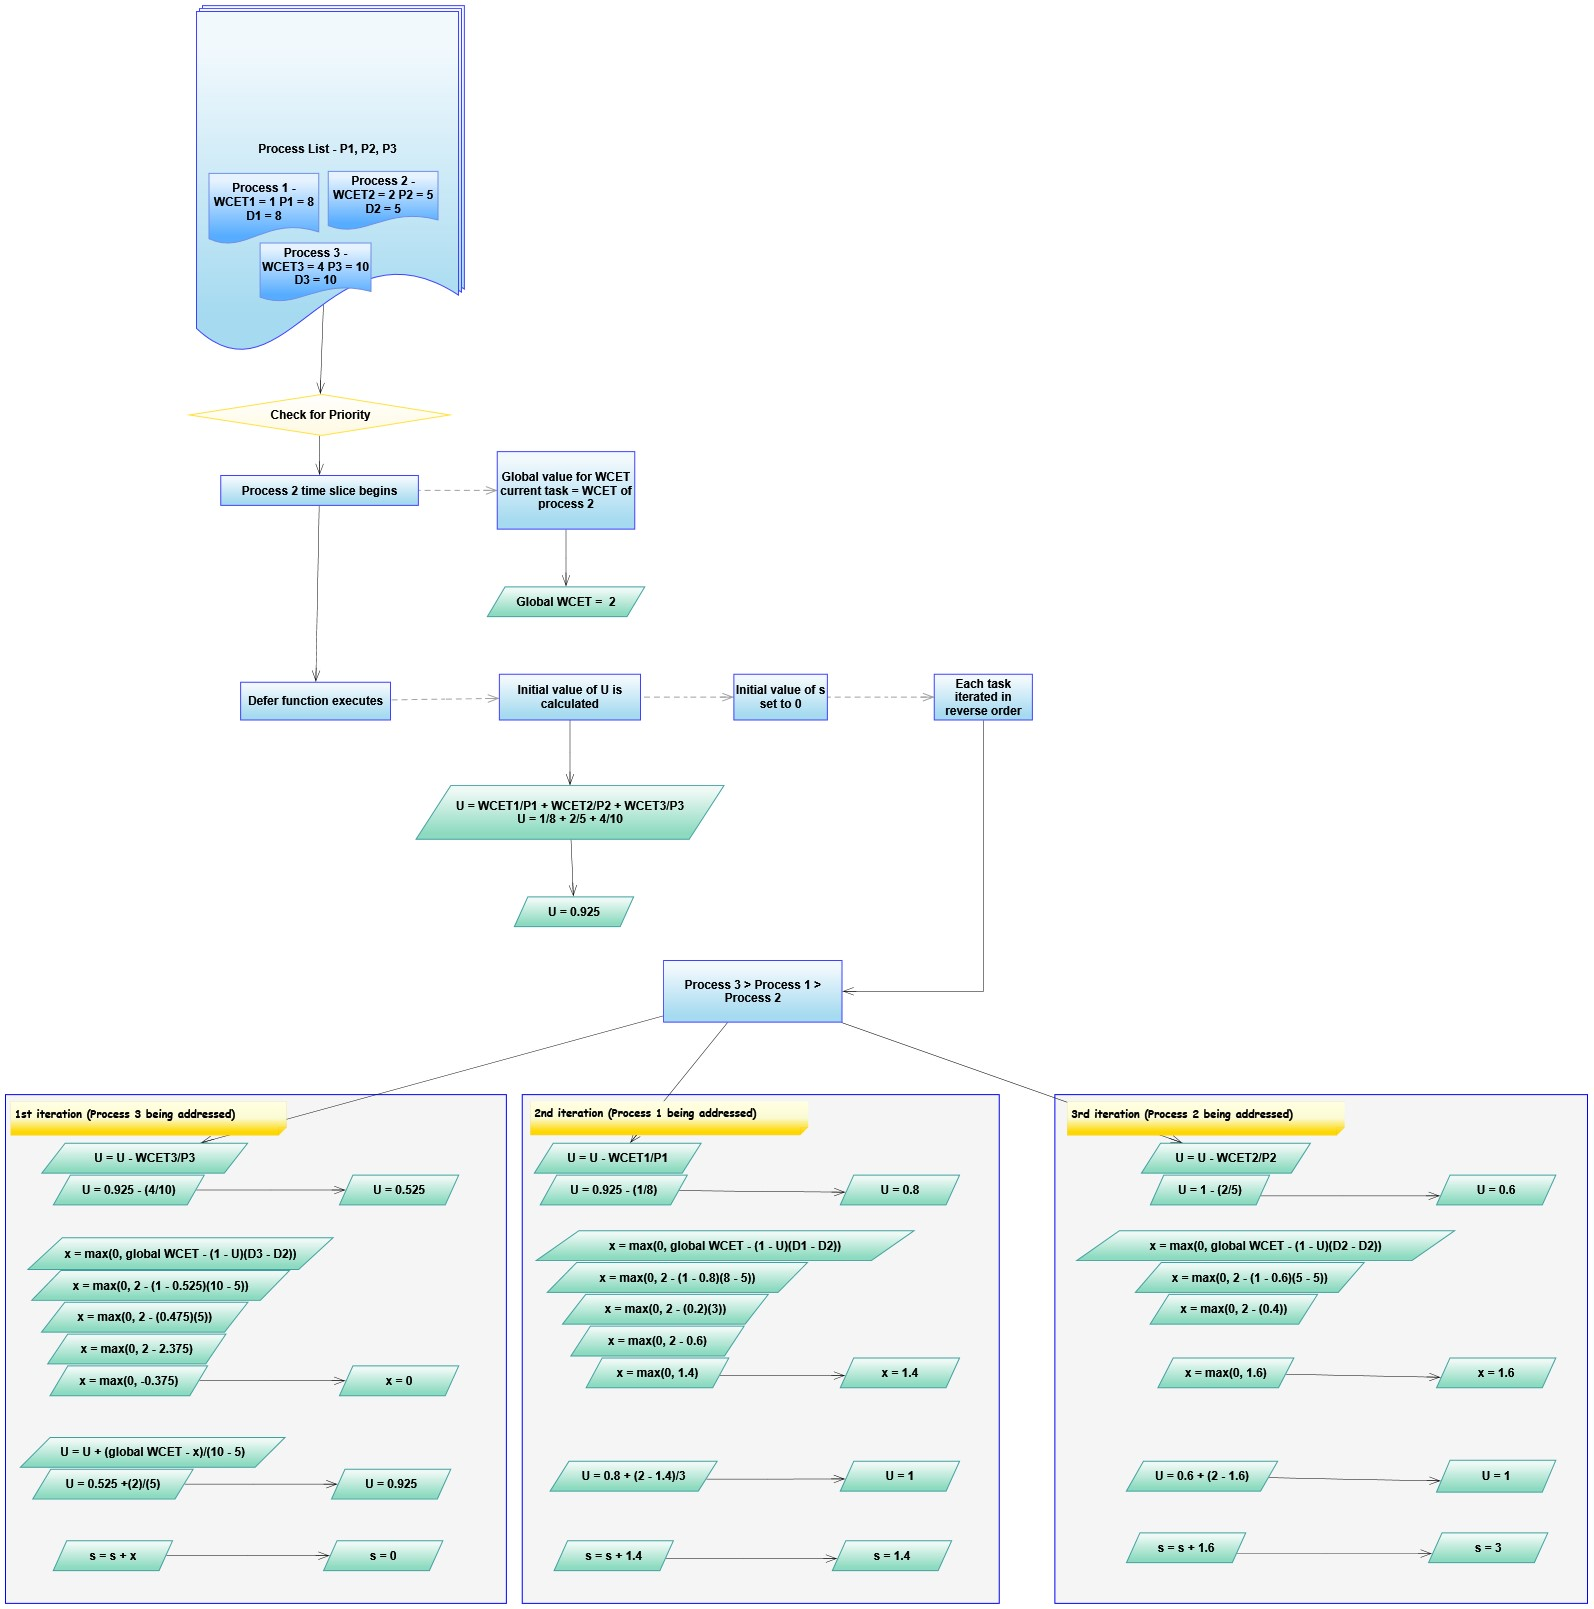 Process List - P1, P2, P3
Process 1 -
WCET1 = 1 P1 = 8
D1 = 8
Process 2 -
WCET2 = 2 P2 = 5
D2 = 5
Process 3 -
WCET3 = 4 P3 = 10
D3 = 10
Check for Priority
Process 2 time slice begins
Global value for WCET
current task = WCET of
process 2
Global WCET =  2
Defer function executes
Initial value of U is
calculated
Initial value of s
set to 0
Each task
iterated in
reverse order
U = WCET1/P1 + WCET2/P2 + WCET3/P3
U = 1/8 + 2/5 + 4/10
U = 0.925
Process 3 > Process 1 >
Process 2
1st iteration (Process 3 being addressed)
U = U - WCET3/P3
U = 0.925 - (4/10)
U = 0.525
x = max(0, global WCET - (1 - U)(D3 - D2))
x = max(0, 2 - (1 - 0.525)(10 - 5))
x = max(0, 2 - (0.475)(5))
x = max(0, 2 - 2.375)
x = max(0, -0.375)
x = 0
U = U + (global WCET - x)/(10 - 5)
U = 0.525 +(2)/(5)
U = 0.925
s = s + x
s = 0
2nd iteration (Process 1 being addressed)
U = U - WCET1/P1
U = 0.925 - (1/8)
U = 0.8
x = max(0, global WCET - (1 - U)(D1 - D2))
x = max(0, 2 - (1 - 0.8)(8 - 5))
x = max(0, 2 - (0.2)(3))
x = max(0, 2 - 0.6)
x = max(0, 1.4)
x = 1.4
U = 0.8 + (2 - 1.4)/3
U = 1
s = s + 1.4
s = 1.4
3rd iteration (Process 2 being addressed)
U = U - WCET2/P2
U = 1 - (2/5)
U = 0.6
x = max(0, global WCET - (1 - U)(D2 - D2))
x = max(0, 2 - (1 - 0.6)(5 - 5))
x = max(0, 2 - (0.4))
x = max(0, 1.6)
x = 1.6
U = 0.6 + (2 - 1.6)
U = 1
s = s + 1.6
s = 3